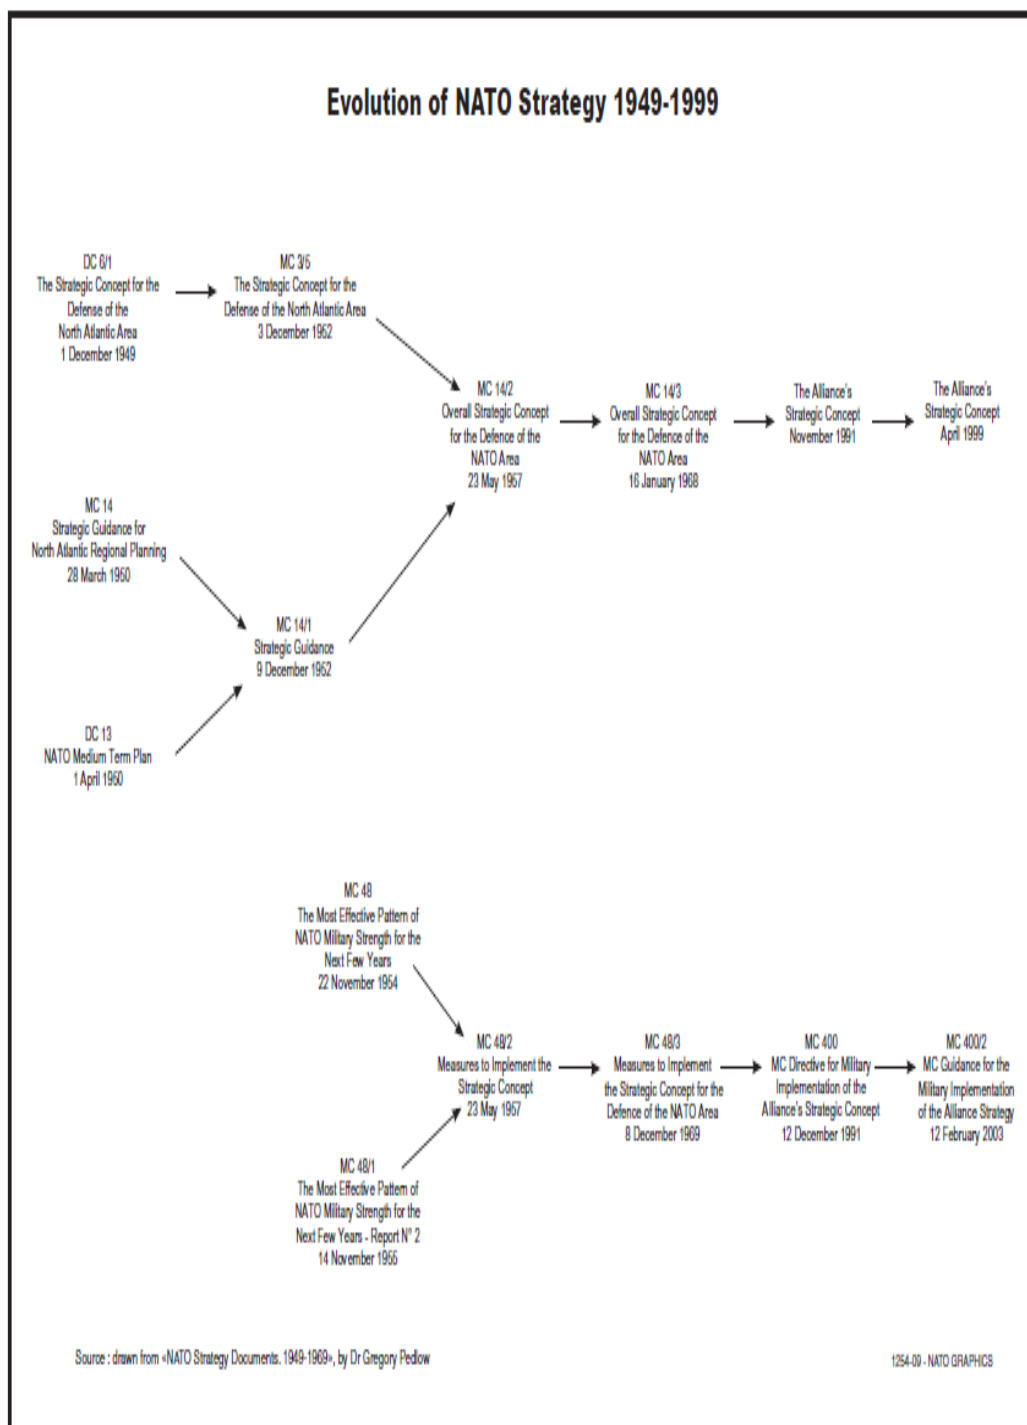 Evolution of NATO Strategy 1949-1999
DC 6/1
The Strategic Concept for the
Defense of the
North Atlantic Area
1 December 1949
MC 3/5
The Strategic Concept for the
Defense of the North Atlantic Area
3 December 1952
MC 14/2
Overall Strategic Concept
for the Defence of the
NATO Area
23 May 1957
MC 14/3
Overall Strategic Concept
for the Defence of the
NATO Area
16 January 1968
The Alliance's
Strategic Concept
November 1991
The Alliance's
Strategic Concept
April 1999
MC 14
Strategic Guidance for
North Atlantic Regional Planning
28 March 1950
MC 14/1
Strategic Guidance
9 December 1952
DC 13
NATO Medium Term Plan
1 April 1950
MC 48
The Most Effective Pattern of
NATO Military Strength for the
Next Few Years
22 November 1954
MC 48/2
Measures to Implement the
Strategic Concept
23 May 1957
MC 48/3
Measures to Implement
the Strategic Concept for the
Defence of the NATO Area
8 December 1969
MC 400
MC Directive for Military
Implementation of the
Alliance's Strategic Concept
12 December 1991
MC 400/2
MC Guidance for the
Military Implementation
of the Alliance Strategy
12 February 2003
MC 48/1
The Most Effective Pattern of
NATO Military Strength for the
Next Few Years - Report N° 2
14 November 1955
Source : drawn from «NATO Strategy Documents. 1949-1969», by Dr Gregory Pedlow
1254-09 - NATO GRAPHICS